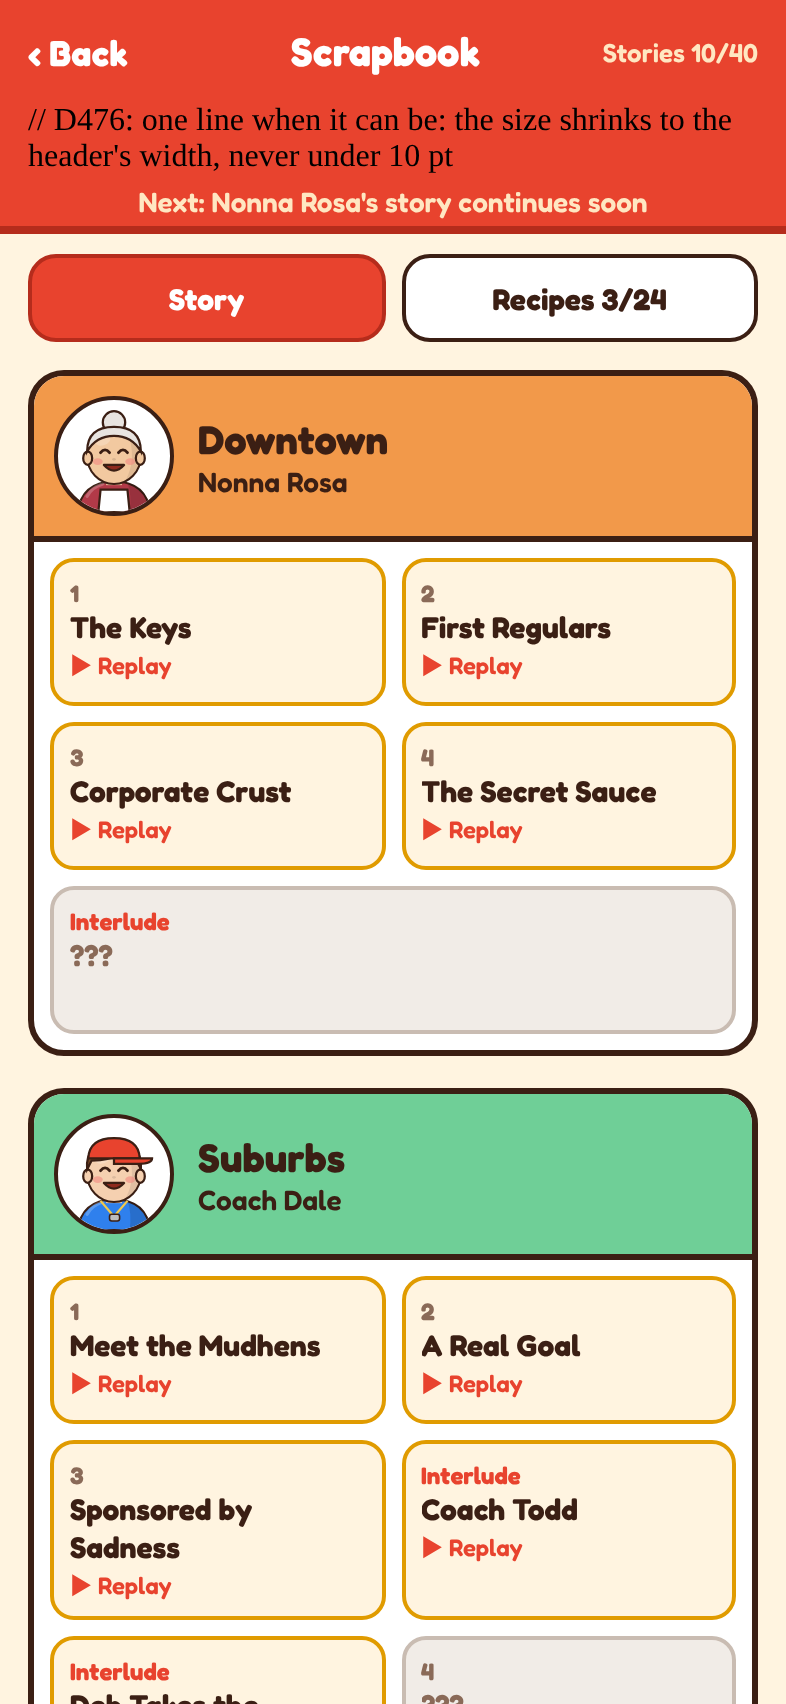 ‹ Back
Scrapbook
Stories 10/40
// D476: one line when it can be: the size shrinks to the
header's width, never under 10 pt
Next: Nonna Rosa's story continues soon
Story
Recipes 3/24
Downtown
Nonna Rosa
1
The Keys
▶ Replay
2
First Regulars
▶ Replay
3
Corporate Crust
▶ Replay
4
The Secret Sauce
▶ Replay
Interlude
???
Suburbs
Coach Dale
1
Meet the Mudhens
▶ Replay
2
A Real Goal
▶ Replay
3
Sponsored by
Sadness
▶ Replay
Interlude
Coach Todd
▶ Replay
Interlude
4
???